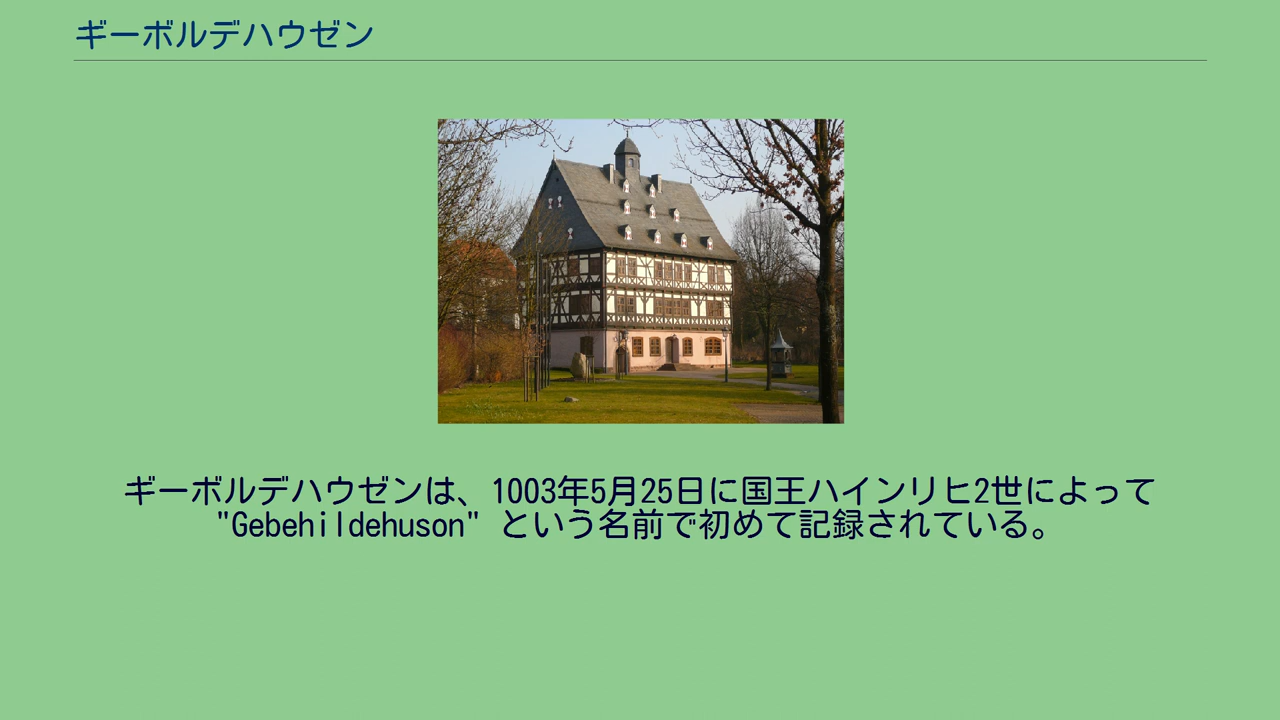 ギーボルデハウゼン
ギーボルデハウゼンは、1003年5月25日に国王ハインリヒ2世によって
"Gebehildehuson" という名前で初めて記録されている。